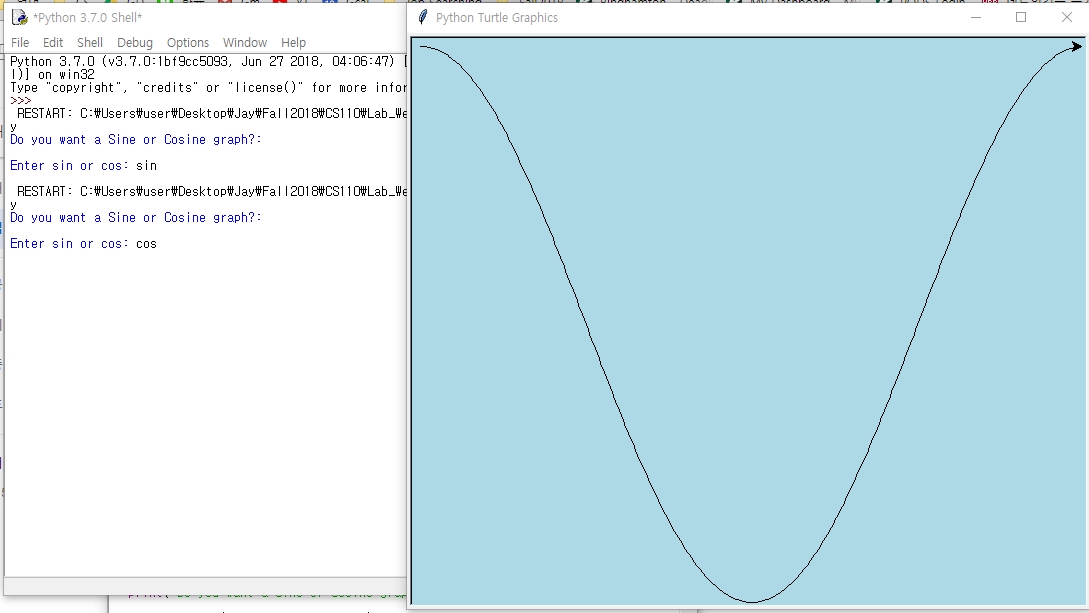 *Python 3.7.0 Shell*
File Edit Shell Debug Options Window Help
Python 3.7.0 (v3.7.0:1bf9cc5093, Jun 27 2018, 04:06:47) [
l)] on win32
Type "copyright", "credits" or "license()" for more infor
>>>
RESTART: C:₩Users₩user₩Desktop₩Jay₩Fall2018₩CS110₩Lab_We
y
Do you want a Sine or Cosine graph?:
Enter sin or cos: sin
RESTART: C:₩Users₩user₩Desktop₩Jay₩Fall2018₩CS110₩Lab_We
y
Do you want a Sine or Cosine graph?:
Enter sin or cos: cos
Python Turtle Graphics